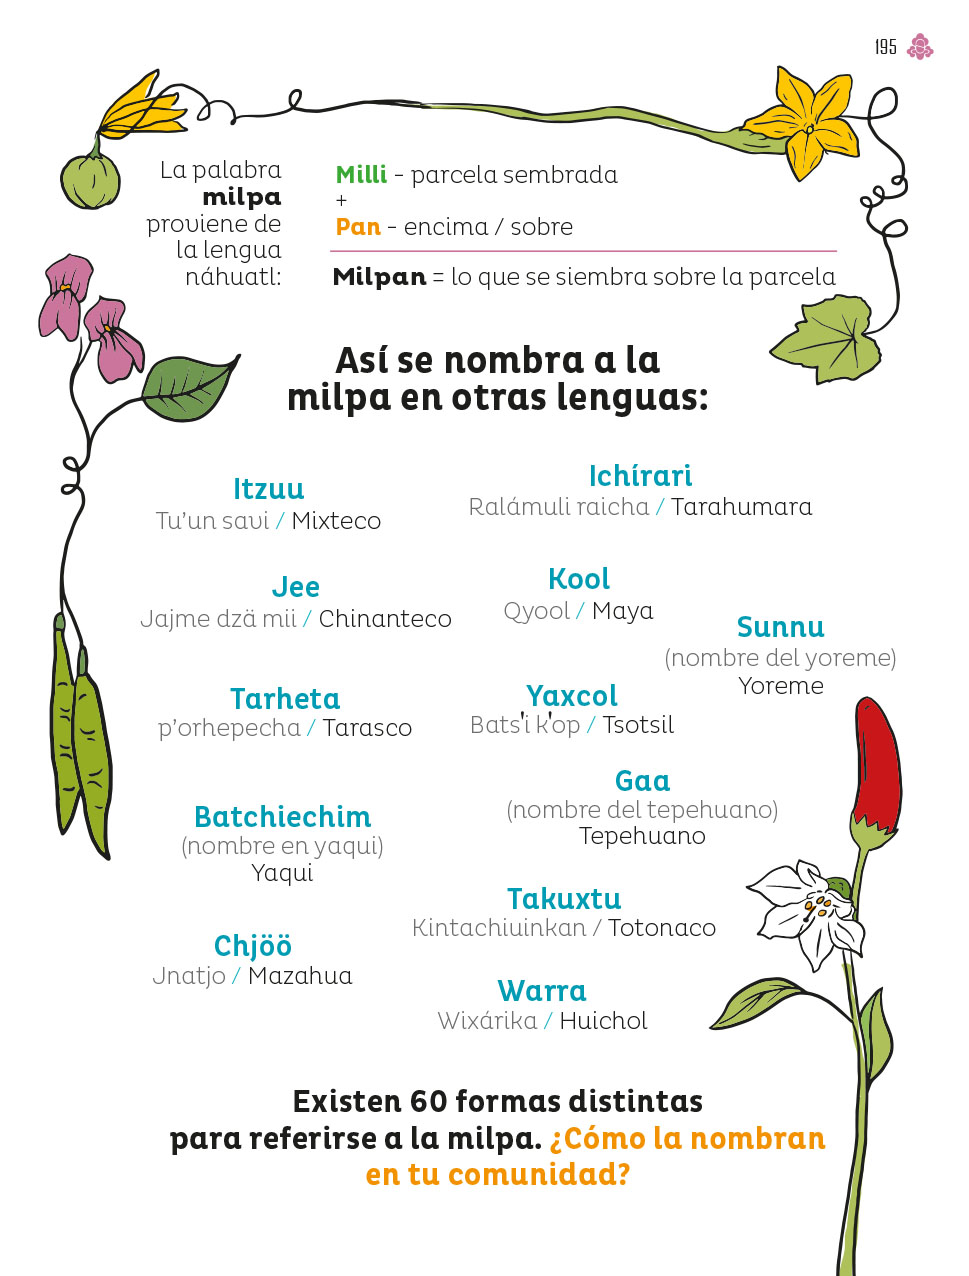 195
La palabra
milpa
proviene de
la lengua
náhuatl:
Milli - parcela sembrada
+
Pan - encima / sobre
Milpan = lo que se siembra sobre la parcela
Así se nombra a la
milpa en otras lenguas:
Itzuu
Tu’un savi / Mixteco
Ichírari
Ralámuli raicha / Tarahumara
Jee
Jajme dzä mii / Chinanteco
Kool
Qyool / Maya
Sunnu
(nombre del yoreme)
Yoreme
Tarheta
p’orhepecha / Tarasco
Yaxcol
Bats'i k'op / Tsotsil
Gaa
(nombre del tepehuano)
Tepehuano
Batchiechim
(nombre en yaqui)
Yaqui
Takuxtu
Kintachiuinkan / Totonaco
Chjöö
Jnatjo / Mazahua
Warra
Wixárika / Huichol
Existen 60 formas distintas
para referirse a la milpa. ¿Cómo la nombran
en tu comunidad?